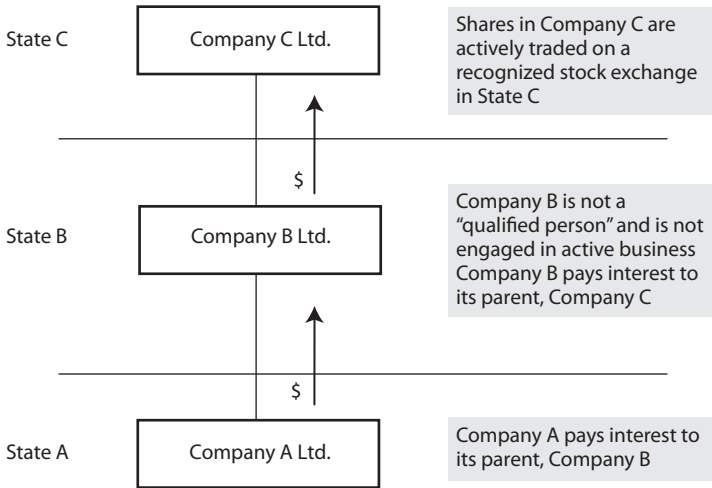 State C
Company C Ltd.
Shares in Company C are
actively traded on a
recognized stock exchange
in State C
$
State B
Company B Ltd.
Company B is not a
“qualified person” and is not
engaged in active business
Company B pays interest to
its parent, Company C
$
State A
Company A Ltd.
Company A pays interest to
its parent, Company B